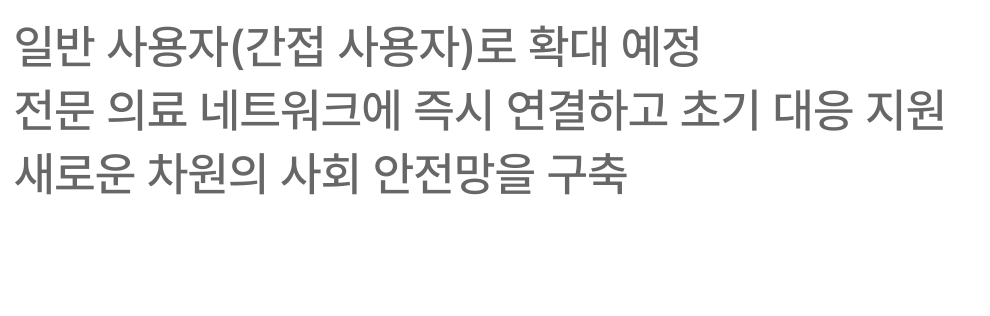 일반 사용자(간접 사용자)로 확대 예정
전문 의료 네트워크에 즉시 연결하고 초기 대응 지원
새로운 차원의 사회 안전망을 구축